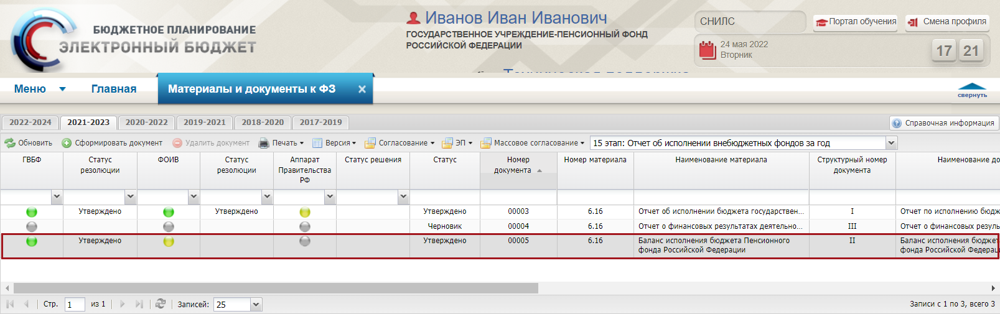 БЮДЖЕТНОЕ ПЛАНИРОВАНИЕ
ЭЛЕКТРОННЫЙ БЮДЖЕТ
Иванов Иван Иванович
ГОСУДАРСТВЕННОЕ УЧРЕЖДЕНИЕ-ПЕНСИОННЫЙ ФОНД
РОССИЙСКОЙ ФЕДЕРАЦИИ
Техническая поддержка
СНИЛС
Портал обучения
Смена профиля
24 мая 2022
Вторник
17 21
Меню Главная Материалы и документы к ФЗ
свернуть
2022-2024 2021-2023 2020-2022 2019-2021 2018-2020 2017-2019
Справочная информация
Обновить Сформировать документ Удалить документ Печать Версия Согласование ЭП Массовое согласование 15 этап: Отчет об исполнении внебюджетных фондов за год
ГВБФ
Статус
резолюции
ФОИВ
Статус
резолюции
Аппарат
Правительства
РФ
Статус решения
Статус
Номер
документа
Номер материала
Наименование материала
Структурный номер
документа
Наименование до
Утверждено Утверждено Утверждено 00003 6.16 Отчет об исполнении бюджета государствен... I Отчет по исполнению бюдж
Черновик 00004 6.16 Отчет о финансовых результатах деятельно... III Отчет о финансовых резуль
Утверждено Утверждено 00005 6.16 Баланс исполнения бюджета Пенсионного II Баланс исполнения бюджет
фонда Российской Федерации фонда Российской Федерац
Стр. 1 из 1 Записей: 25 Записи с 1 по 3, всего 3